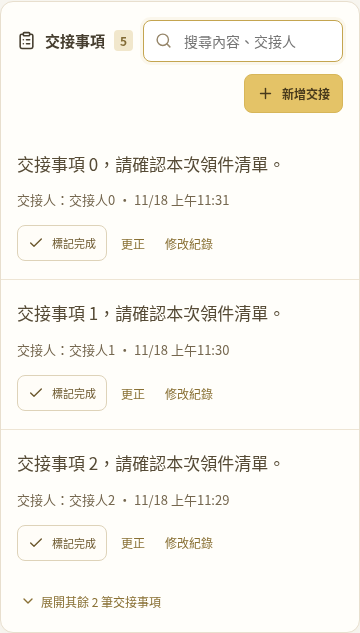 交接事項 5 搜尋內容、交接人
新增交接
交接事項 0，請確認本次領件清單。
交接人：交接人0 · 11/18 上午11:31
標記完成 更正 修改紀錄
交接事項 1，請確認本次領件清單。
交接人：交接人1 · 11/18 上午11:30
標記完成 更正 修改紀錄
交接事項 2，請確認本次領件清單。
交接人：交接人2 · 11/18 上午11:29
標記完成 更正 修改紀錄
展開其餘 2 筆交接事項